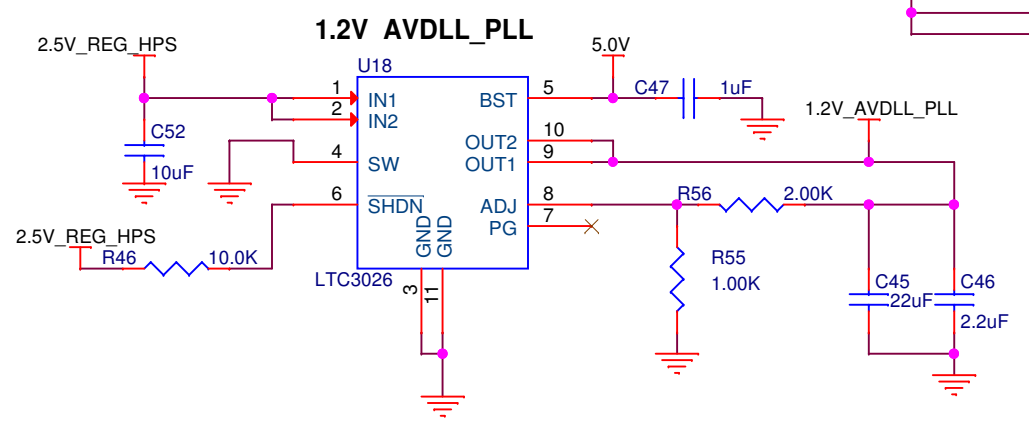 1.2V AVDLL_PLL
2.5V_REG_HPS
U18
5.0V
1
IN1
2
IN2
BST
5
C47
1uF
1.2V_AVDLL_PLL
C52
10uF
OUT2
10
4
SW
OUT1
9
6
SHDN
ADJ
8
R56
2.00K
PG
7
GND
GND
2.5V_REG_HPS
R46
10.0K
R55
1.00K
LTC3026
3
11
C45
22uF
C46
2.2uF